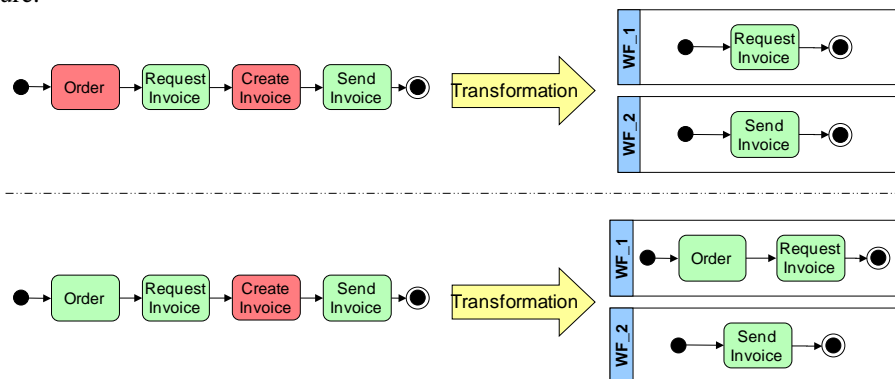 ure.
Order
Request
Invoice
Create
Invoice
Send
Invoice
Transformation
WF_1
Request
Invoice
WF_2
Send
Invoice
Order
Request
Invoice
Create
Invoice
Send
Invoice
Transformation
WF_1
Order
Request
Invoice
WF_2
Send
Invoice